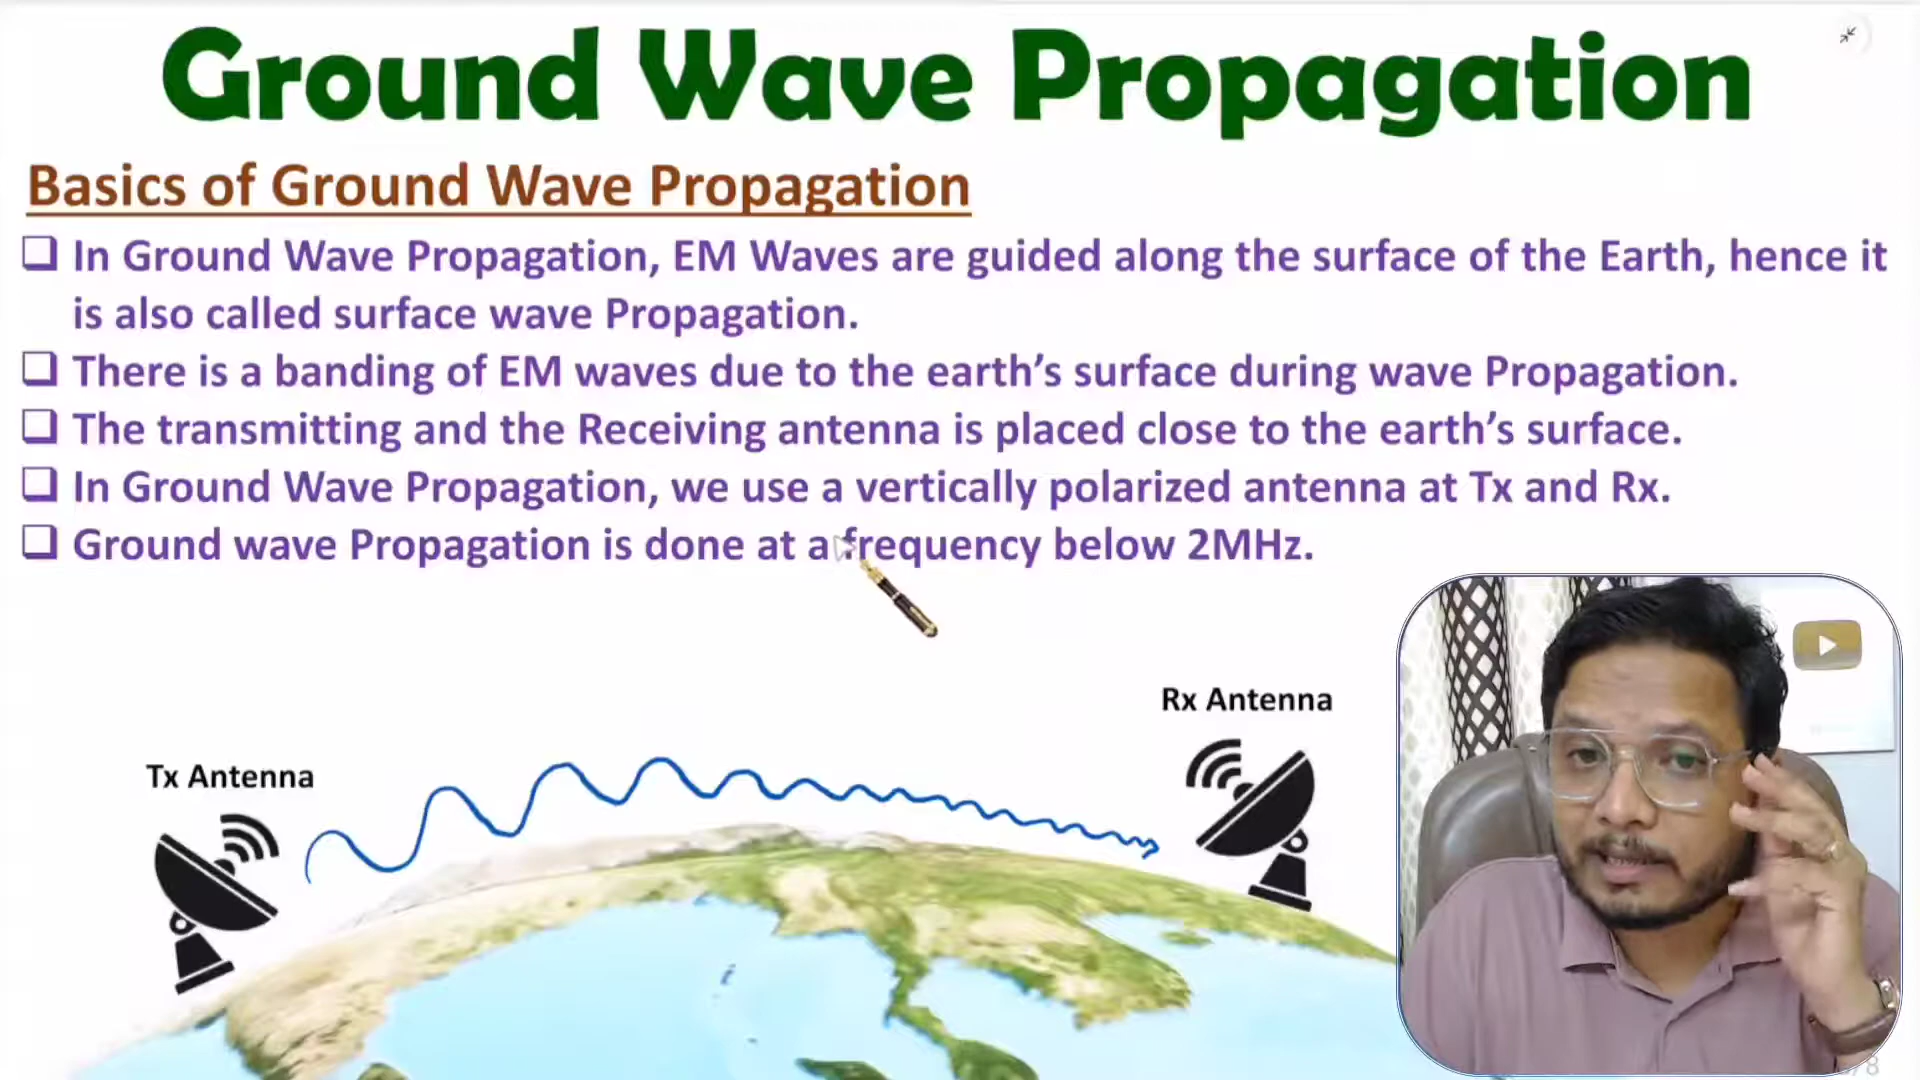 Ground Wave Propagation
Basics of Ground Wave Propagation
In Ground Wave Propagation, EM Waves are guided along the surface of the Earth, hence it
is also called surface wave Propagation.
There is a banding of EM waves due to the earth's surface during wave Propagation.
The transmitting and the Receiving antenna is placed close to the earth's surface.
In Ground Wave Propagation, we use a vertically polarized antenna at Tx and Rx.
Ground wave Propagation is done at a frequency below 2MHz.
Rx Antenna
Tx Antenna